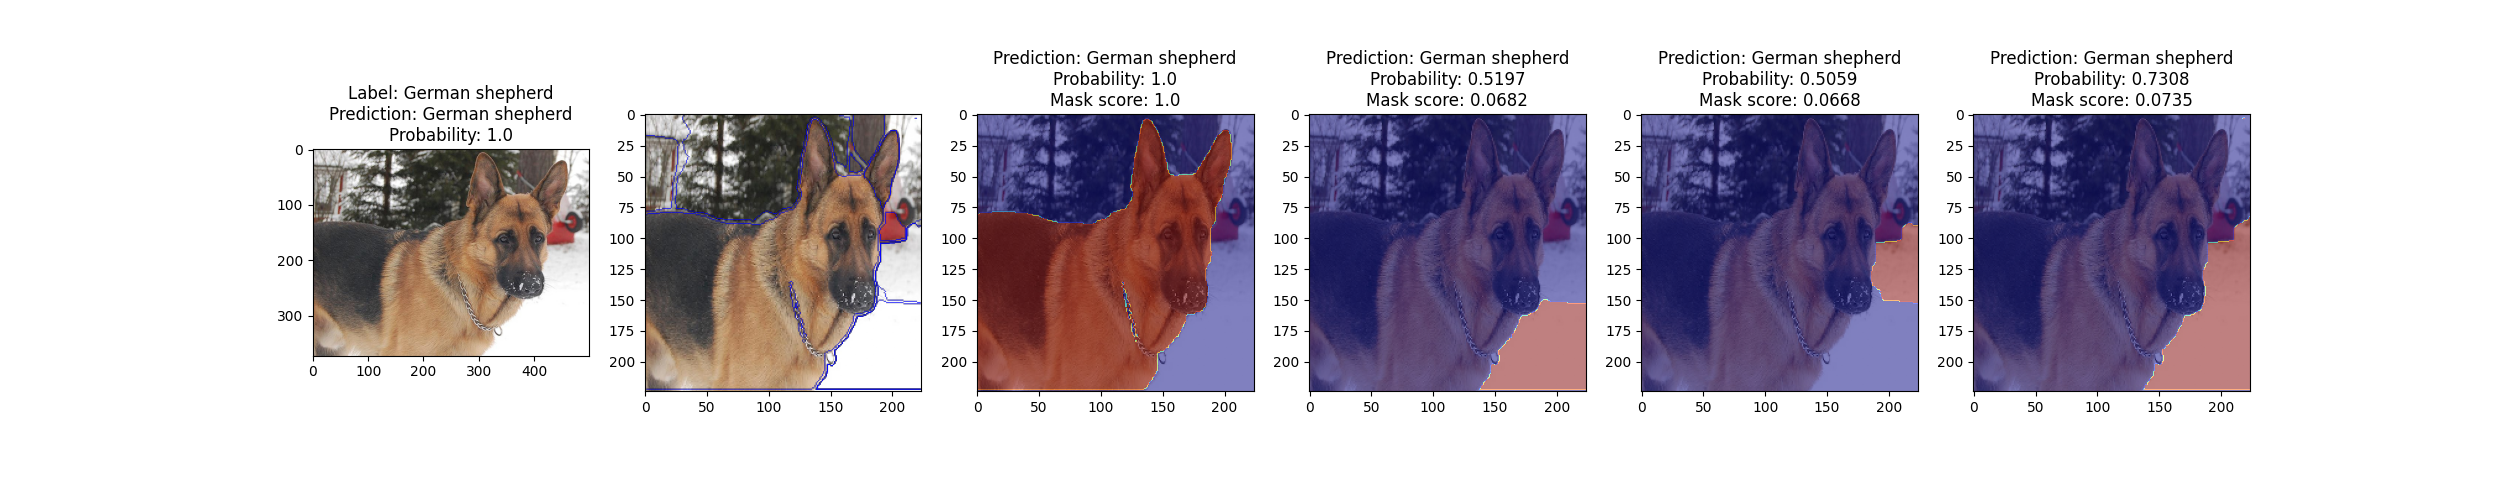 Label: German shepherd
Prediction: German shepherd
Probability: 1.0
0
100
200
300
0 100 200 300 400
0
25
50
75
100
125
150
175
200
0 50 100 150 200
Prediction: German shepherd
Probability: 1.0
Mask score: 1.0
0
25
50
75
100
125
150
175
200
0 50 100 150 200
Prediction: German shepherd
Probability: 0.5197
Mask score: 0.0682
0
25
50
75
100
125
150
175
200
0 50 100 150 200
Prediction: German shepherd
Probability: 0.5059
Mask score: 0.0668
0
25
50
75
100
125
150
175
200
0 50 100 150 200
Prediction: German shepherd
Probability: 0.7308
Mask score: 0.0735
0
25
50
75
100
125
150
175
200
0 50 100 150 200